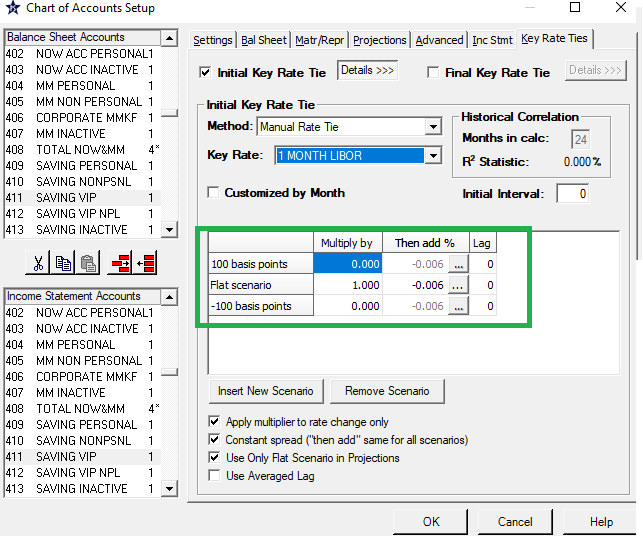 Chart of Accounts Setup
Balance Sheet Accounts
402 NOW ACC PERSONAL 1
403 NOW ACC INACTIVE 1
404 MM PERSONAL 1
405 MM NON PERSONAL 1
406 CORPORATE MMKF 1
407 MM INACTIVE 1
408 TOTAL NOW&MM 4*
409 SAVING PERSONAL 1
410 SAVING NONPSNL 1
411 SAVING VIP 1
412 SAVING VIP NPL 1
413 SAVING INACTIVE 1
Income Statement Accounts
402 NOW ACC PERSONAL 1
403 NOW ACC INACTIVE 1
404 MM PERSONAL 1
405 MM NON PERSONAL 1
406 CORPORATE MMKF 1
407 MM INACTIVE 1
408 TOTAL NOW&MM 4*
409 SAVING PERSONAL 1
410 SAVING NONPSNL 1
411 SAVING VIP 1
412 SAVING VIP NPL 1
413 SAVING INACTIVE 1
Settings Bal Sheet Matr/Repr Projections Advanced Inc Stmt Key Rate Ties
Initial Key Rate Tie Details >>> Final Key Rate Tie Details >>>
Initial Key Rate Tie
Method: Manual Rate Tie
Key Rate: 1 MONTH LIBOR
Customized by Month
Historical Correlation
Months in calc: 24
R² Statistic: 0.000%
Initial Interval: 0
Multiply by Then add % Lag
100 basis points 0.000 -0.006 ... 0
Flat scenario 1.000 -0.006 ... 0
-100 basis points 0.000 -0.006 ... 0
Insert New Scenario Remove Scenario
Apply multiplier to rate change only
Constant spread ("then add" same for all scenarios)
Use Only Flat Scenario in Projections
Use Averaged Lag
OK Cancel Help